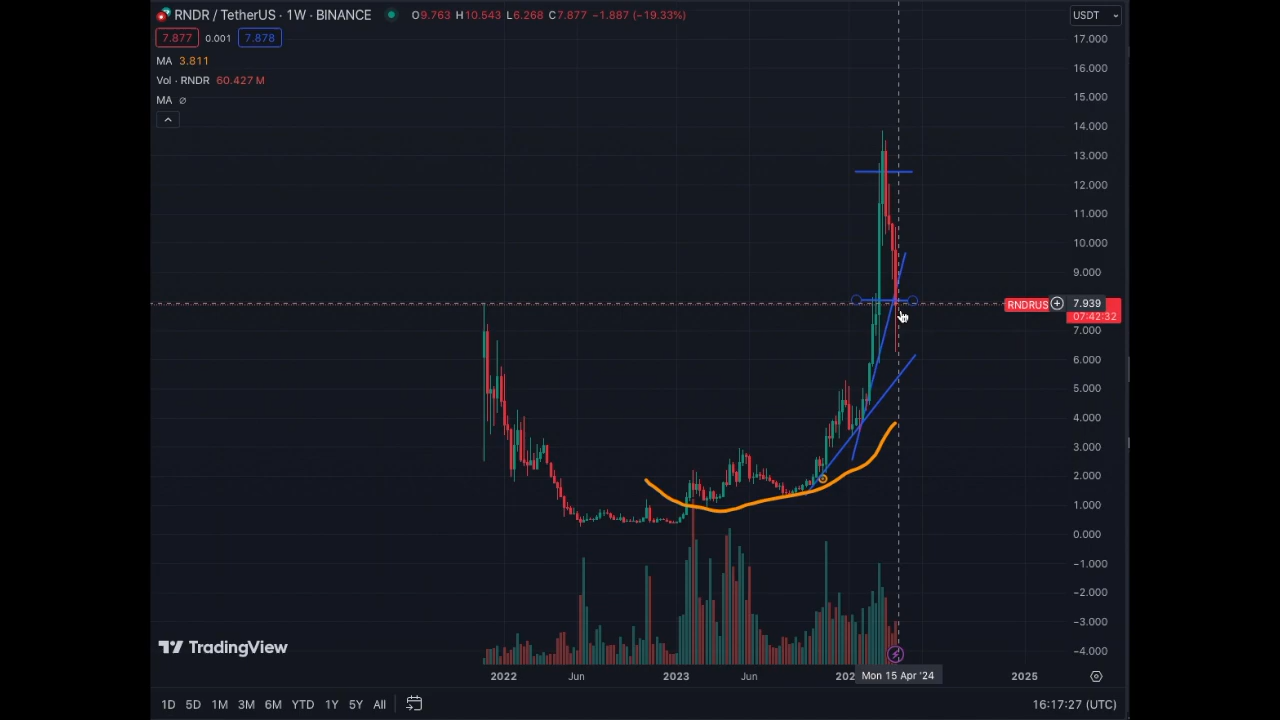 RNDR / TetherUS · 1W · BINANCE O9.763 H10.543 L6.268 C7.877 −1.887 (−19.33%) USDT
7.877 0.001 7.878
MA 3.811
Vol · RNDR 60.427 M
MA ∅
17.000
16.000
15.000
14.000
13.000
12.000
11.000
10.000
9.000
RNDRUS 7.939
07:42:32
7.000
6.000
5.000
4.000
3.000
2.000
1.000
0.000
−1.000
−2.000
−3.000
−4.000
TradingView
2022 Jun 2023 Jun 202 Mon 15 Apr '24 2025
1D 5D 1M 3M 6M YTD 1Y 5Y All 16:17:27 (UTC)